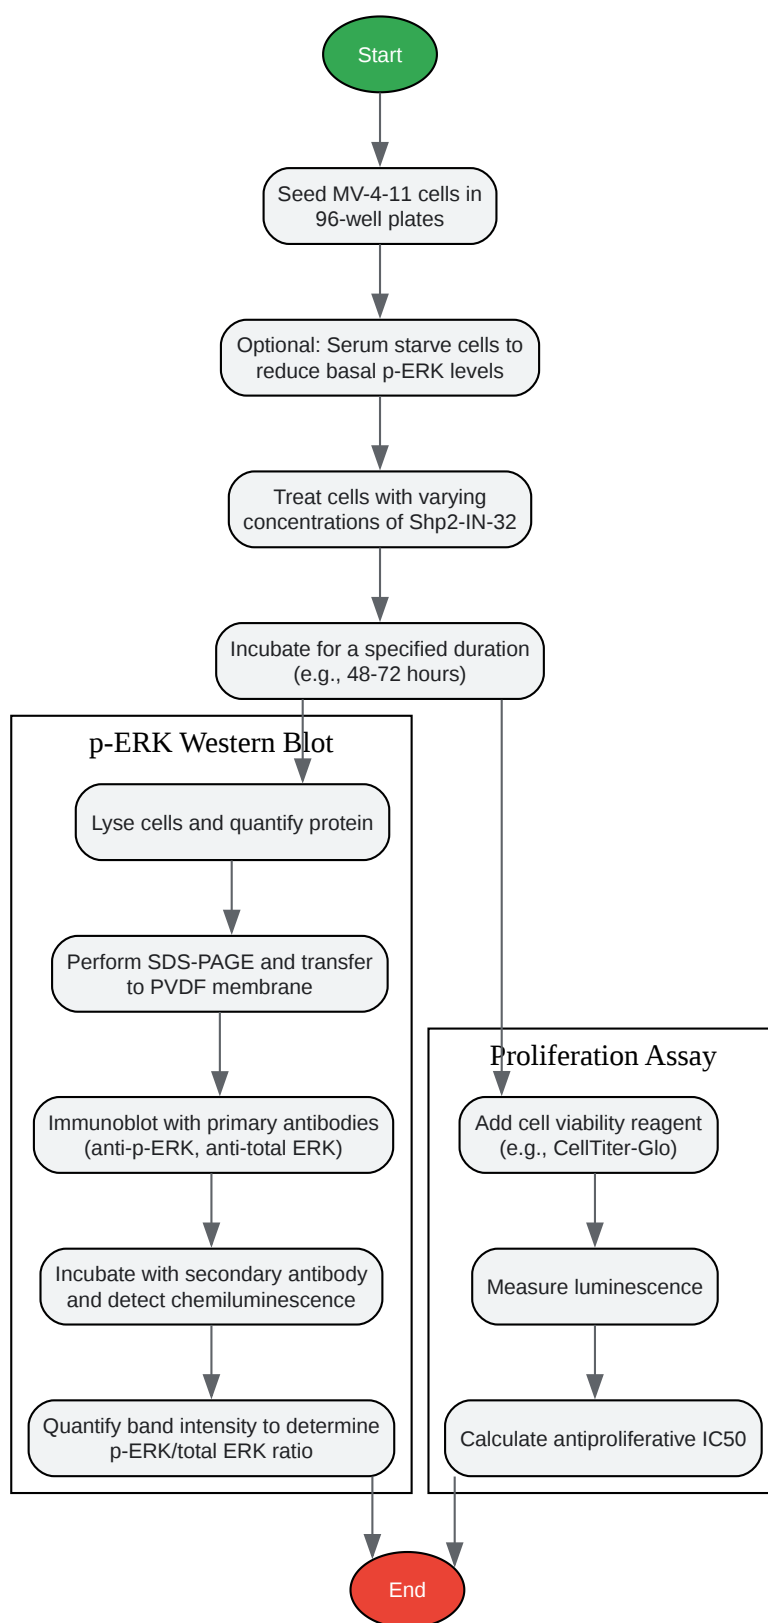 Start
Seed MV-4-11 cells in
96-well plates
Optional: Serum starve cells to
reduce basal p-ERK levels
Treat cells with varying
concentrations of Shp2-IN-32
Incubate for a specified duration
(e.g., 48-72 hours)
p-ERK Western Blot
Lyse cells and quantify protein
Perform SDS-PAGE and transfer
to PVDF membrane
Immunoblot with primary antibodies
(anti-p-ERK, anti-total ERK)
Incubate with secondary antibody
and detect chemiluminescence
Quantify band intensity to determine
p-ERK/total ERK ratio
Proliferation Assay
Add cell viability reagent
(e.g., CellTiter-Glo)
Measure luminescence
Calculate antiproliferative IC50
End